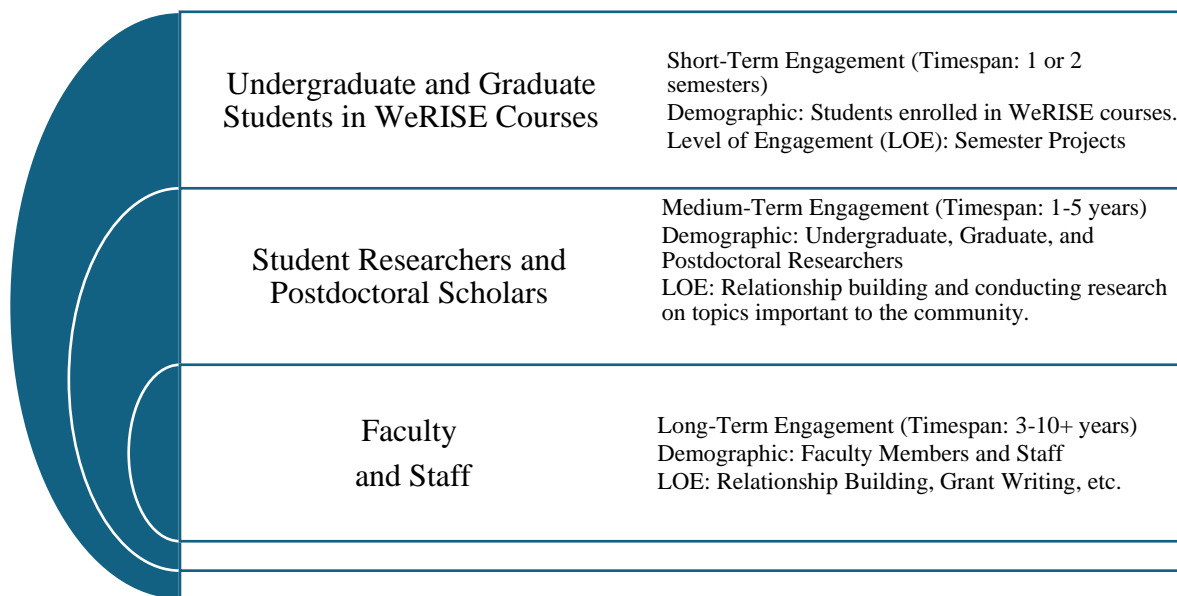 Undergraduate and Graduate
Students in WeRISE Courses
Short-Term Engagement (Timespan: 1 or 2
semesters)
Demographic: Students enrolled in WeRISE courses.
Level of Engagement (LOE): Semester Projects
Student Researchers and
Postdoctoral Scholars
Medium-Term Engagement (Timespan: 1-5 years)
Demographic: Undergraduate, Graduate, and
Postdoctoral Researchers
LOE: Relationship building and conducting research
on topics important to the community.
Faculty
and Staff
Long-Term Engagement (Timespan: 3-10+ years)
Demographic: Faculty Members and Staff
LOE: Relationship Building, Grant Writing, etc.